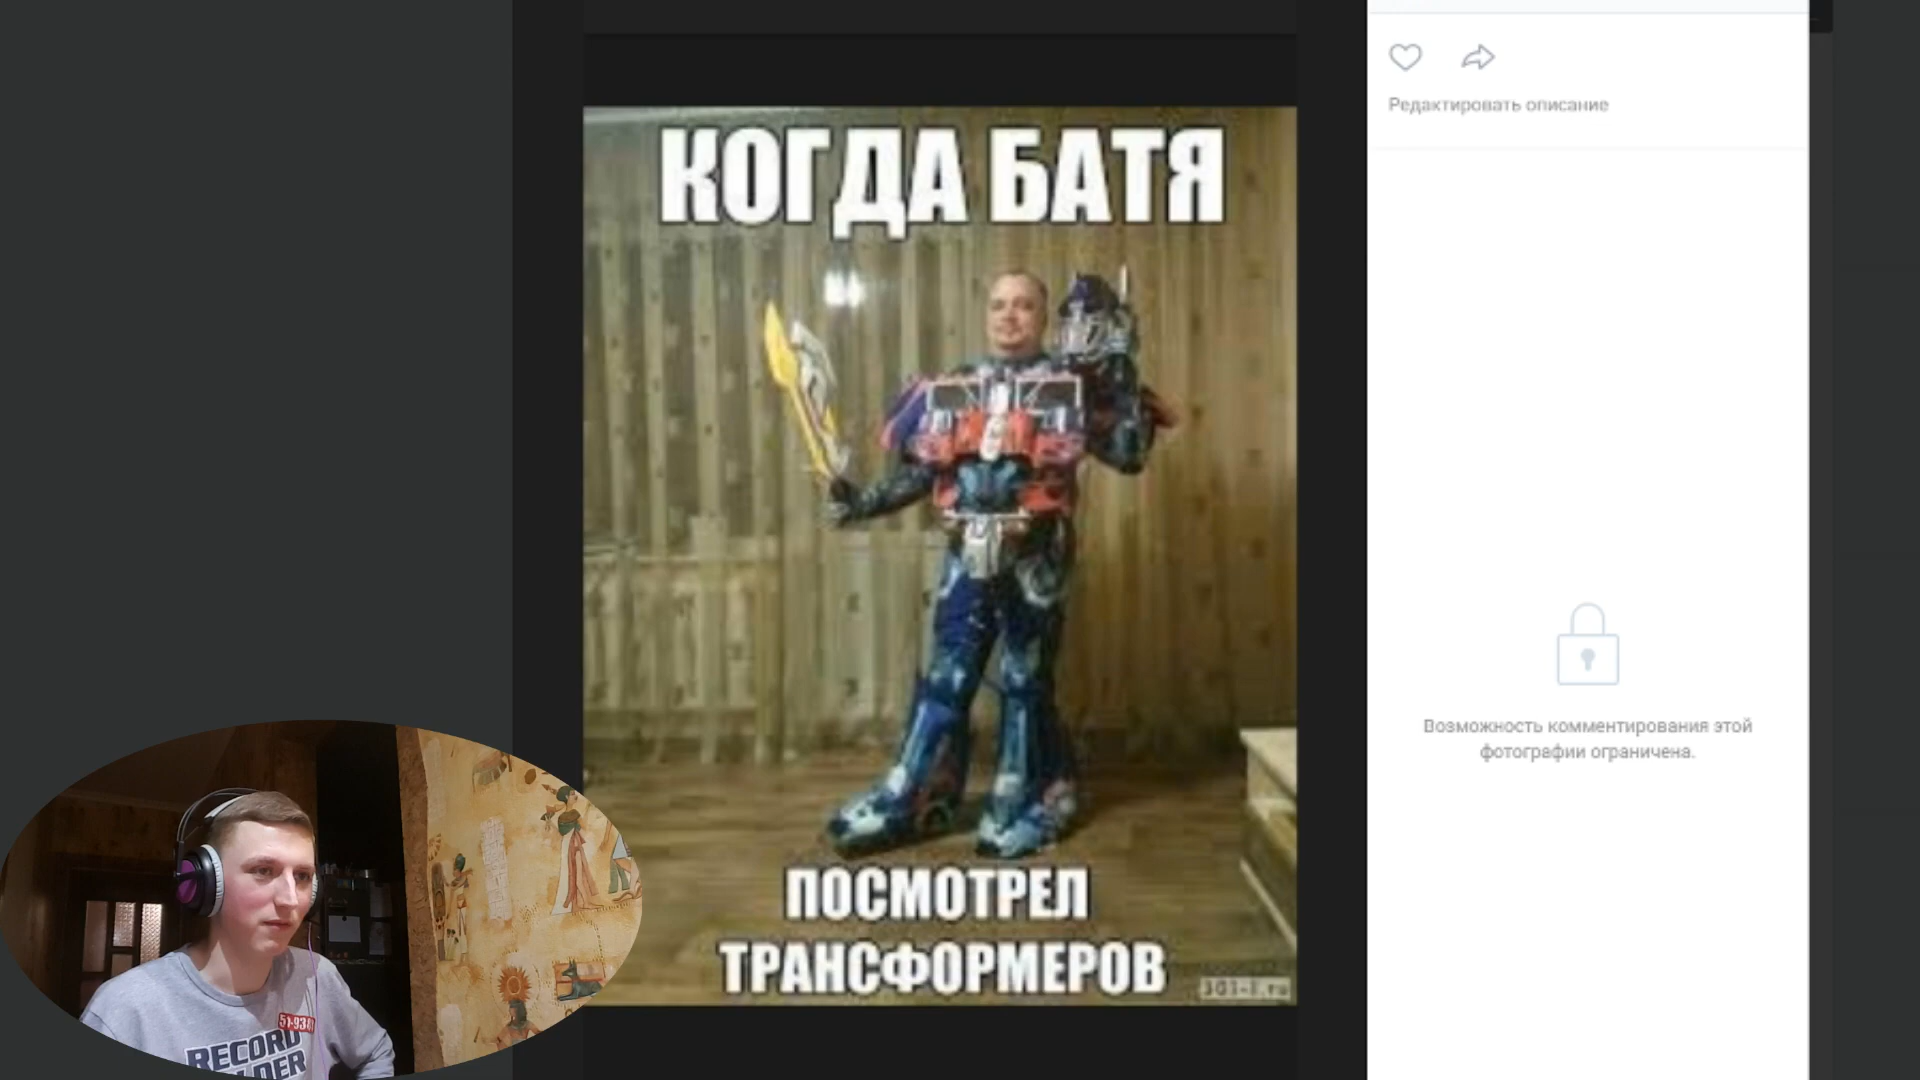 КОГДА БАТЯ
ПОСМОТРЕЛ
ТРАНСФОРМЕРОВ
Редактировать описание
Возможность комментирования этой
фотографии ограничена.
RECORD